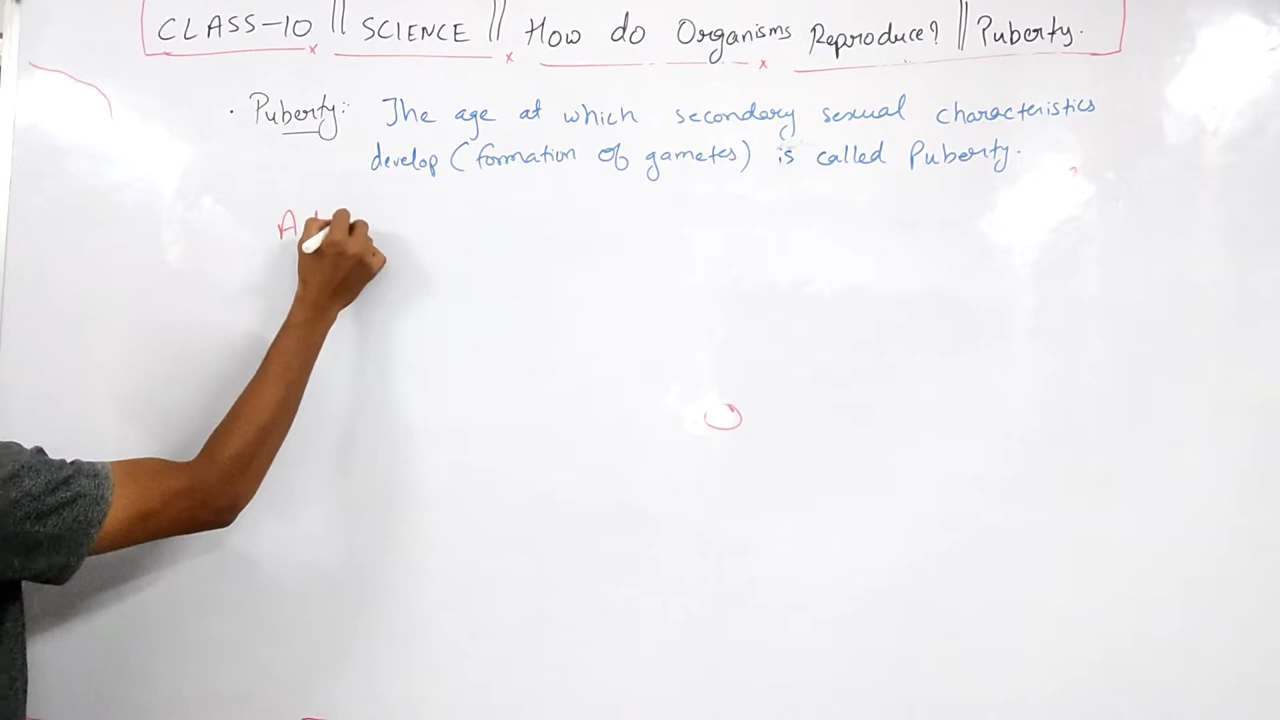 CLASS-10 || SCIENCE || How do Organisms Reproduce? || Puberty.
· Puberty:- The age at which secondary sexual characteristics
develop (formation of gametes) is called Puberty.
A